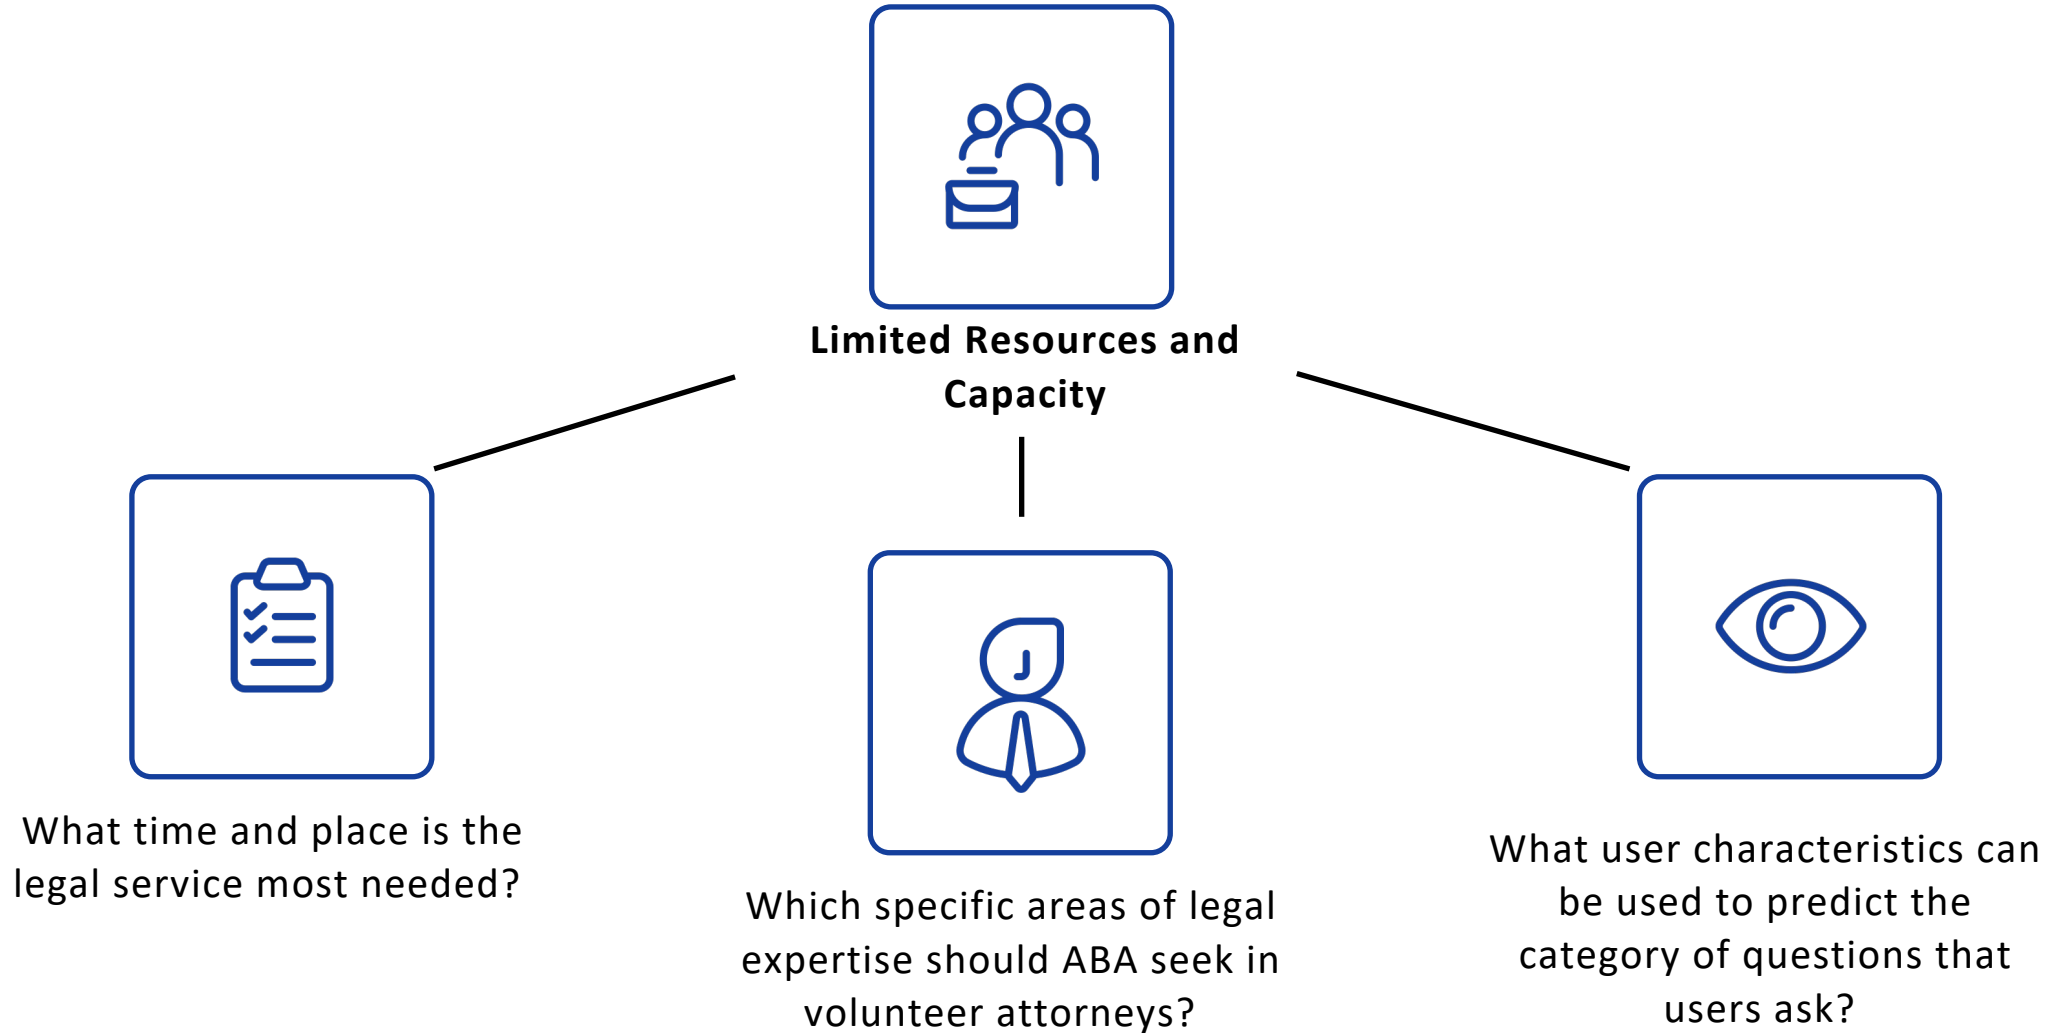 Limited Resources and
Capacity
What time and place is the
legal service most needed?
Which specific areas of legal
expertise should ABA seek in
volunteer attorneys?
What user characteristics can
be used to predict the
category of questions that
users ask?